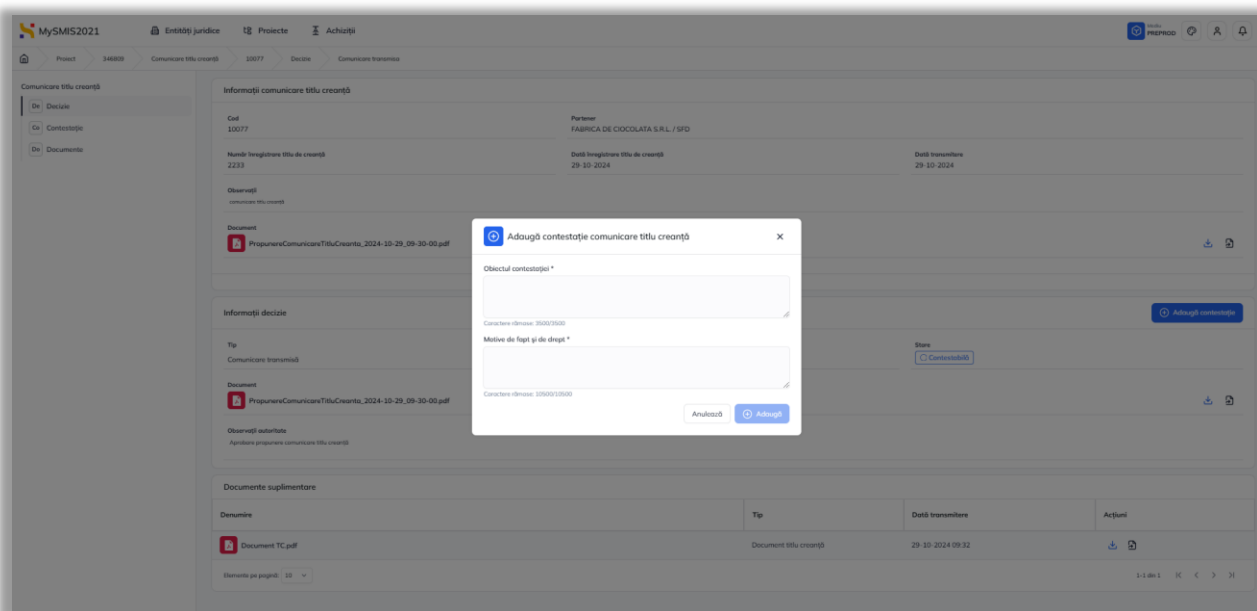 MySMIS2021
Entități juridice
Proiecte
Achiziții
Mediu
PREPROD
Proiect
346809
Comunicare titlu creanță
10077
Decizie
Comunicare transmisa
Comunicare titlu creanță
De Decizie
Co Contestație
Do Documente
Informații comunicare titlu creanță
Cod
10077
Partener
FABRICA DE CIOCOLATA S.R.L. / SFD
Număr înregistrare titlu de creanță
2233
Dată înregistrare titlu de creanță
29-10-2024
Dată transmitere
29-10-2024
Observații
comunicare titlu creanță
Document
PropunereComunicareTitluCreanta_2024-10-29_09-30-00.pdf
Adaugă contestație comunicare titlu creanță
Obiectul contestației *
Caractere rămase: 3500/3500
Motive de fapt și de drept *
Caractere rămase: 10500/10500
Anulează
Adaugă
Informații decizie
Adaugă contestație
Tip
Comunicare transmisă
Stare
Contestabilă
Document
PropunereComunicareTitluCreanta_2024-10-29_09-30-00.pdf
Observații autoritate
Aprobare propunere comunicare titlu creanță
Documente suplimentare
Denumire
Tip
Dată transmitere
Acțiuni
Document TC.pdf
Document titlu creanță
29-10-2024 09:32
Elemente pe pagină: 10
1-1 din 1